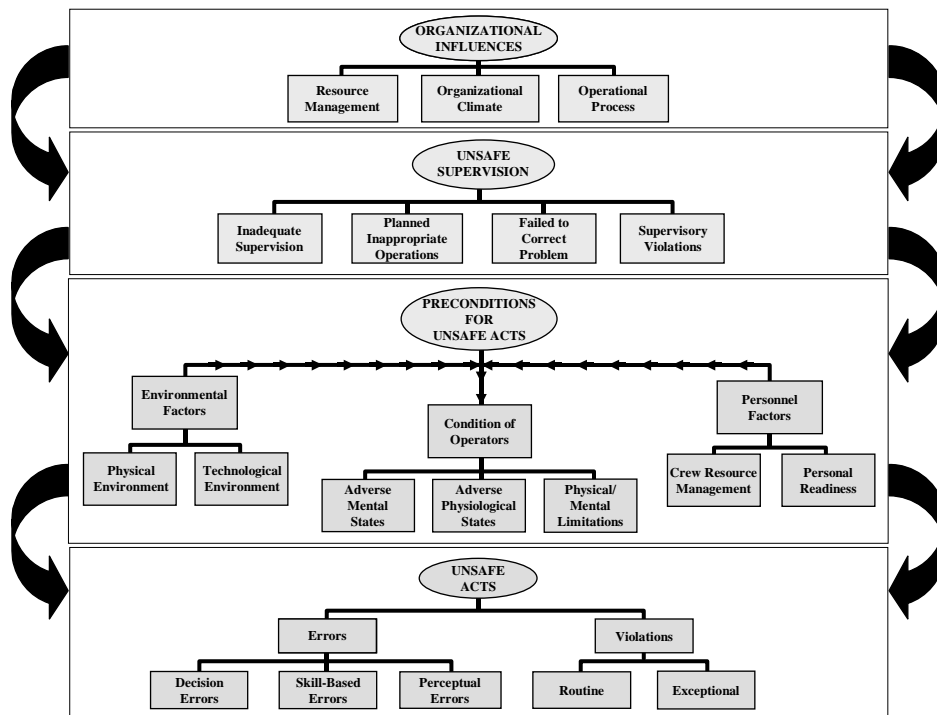 ORGANIZATIONAL
INFLUENCES
Resource
Management
Organizational
Climate
Operational
Process
UNSAFE
SUPERVISION
Inadequate
Supervision
Planned
Inappropriate
Operations
Failed to
Correct
Problem
Supervisory
Violations
PRECONDITIONS
FOR
UNSAFE ACTS
Environmental
Factors
Physical
Environment
Technological
Environment
Condition of
Operators
Adverse
Mental
States
Adverse
Physiological
States
Physical/
Mental
Limitations
Personnel
Factors
Crew Resource
Management
Personal
Readiness
UNSAFE
ACTS
Errors
Decision
Errors
Skill-Based
Errors
Perceptual
Errors
Violations
Routine
Exceptional